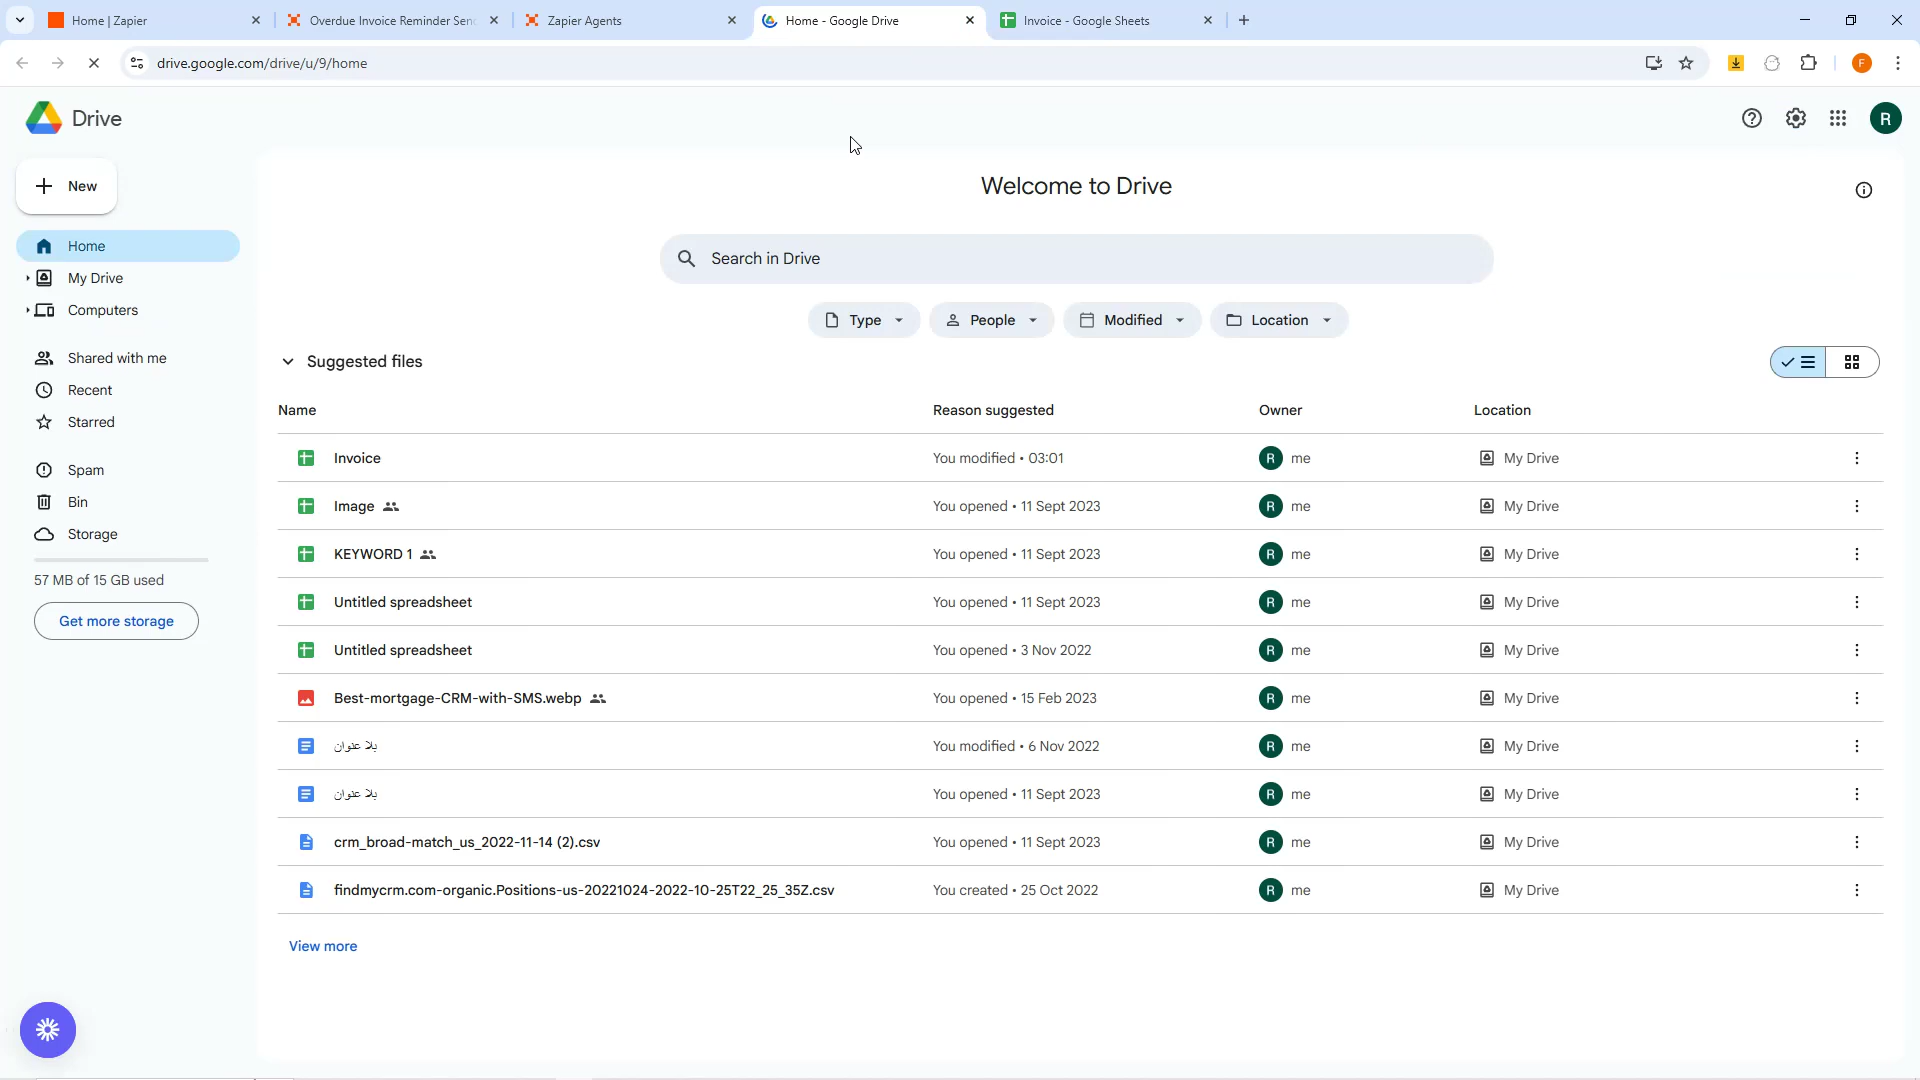 Home | Zapier
Overdue Invoice Reminder Sen
Zapier Agents
Home - Google Drive
Invoice - Google Sheets
drive.google.com/drive/u/9/home
F
Drive
R
New
Welcome to Drive
Search in Drive
Home
My Drive
Computers
Shared with me
Recent
Starred
Spam
Bin
Storage
57 MB of 15 GB used
Get more storage
Type
People
Modified
Location
Suggested files
Name
Reason suggested
Owner
Location
Invoice
You modified • 03:01
R me
My Drive
Image
You opened • 11 Sept 2023
R me
My Drive
KEYWORD 1
You opened • 11 Sept 2023
R me
My Drive
Untitled spreadsheet
You opened • 11 Sept 2023
R me
My Drive
Untitled spreadsheet
You opened • 3 Nov 2022
R me
My Drive
Best-mortgage-CRM-with-SMS.webp
You opened • 15 Feb 2023
R me
My Drive
بلا عنوان
You modified • 6 Nov 2022
R me
My Drive
بلا عنوان
You opened • 11 Sept 2023
R me
My Drive
crm_broad-match_us_2022-11-14 (2).csv
You opened • 11 Sept 2023
R me
My Drive
findmycrm.com-organic.Positions-us-20221024-2022-10-25T22_25_35Z.csv
You created • 25 Oct 2022
R me
My Drive
View more